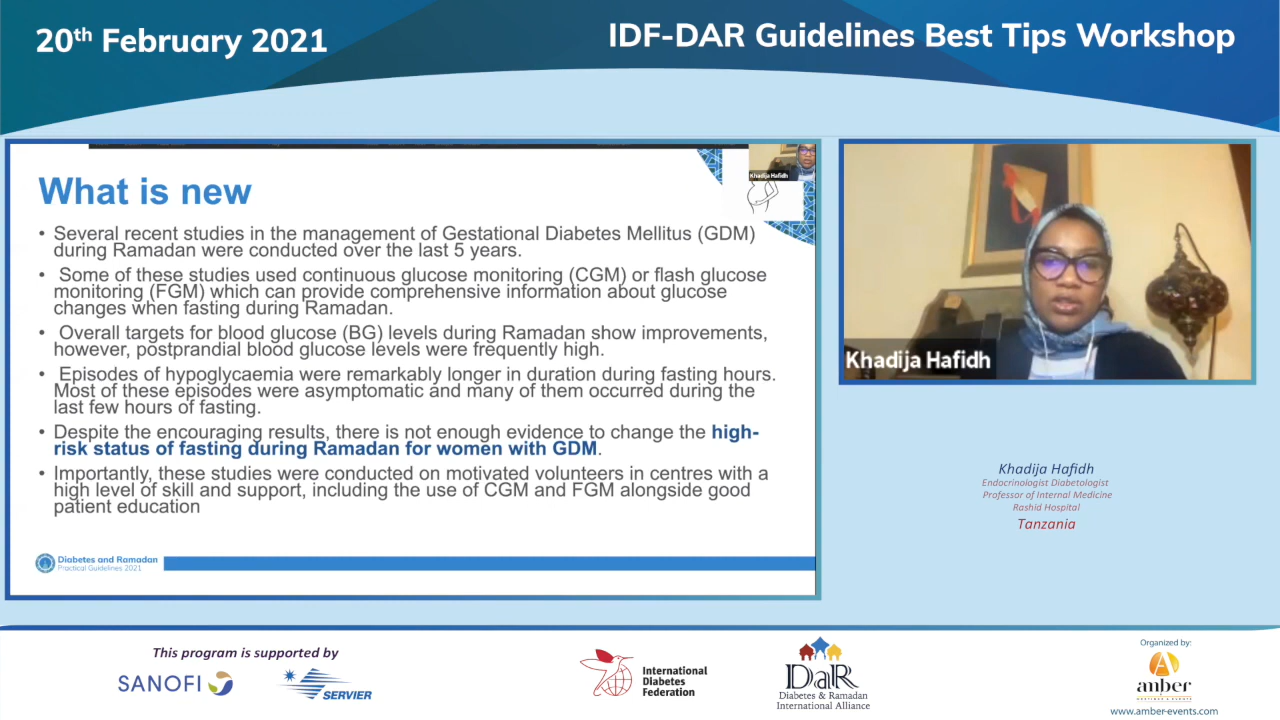 20th February 2021
IDF-DAR Guidelines Best Tips Workshop
Khadija Hafidh
What is new
• Several recent studies in the management of Gestational Diabetes Mellitus (GDM)
during Ramadan were conducted over the last 5 years.
• Some of these studies used continuous glucose monitoring (CGM) or flash glucose
monitoring (FGM) which can provide comprehensive information about glucose
changes when fasting during Ramadan.
• Overall targets for blood glucose (BG) levels during Ramadan show improvements,
however, postprandial blood glucose levels were frequently high.
• Episodes of hypoglycaemia were remarkably longer in duration during fasting hours.
Most of these episodes were asymptomatic and many of them occurred during the
last few hours of fasting.
• Despite the encouraging results, there is not enough evidence to change the high-
risk status of fasting during Ramadan for women with GDM.
• Importantly, these studies were conducted on motivated volunteers in centres with a
high level of skill and support, including the use of CGM and FGM alongside good
patient education
Diabetes and Ramadan
Practical Guidelines 2021
Khadija Hafidh
Khadija Hafidh
Endocrinologist Diabetologist
Professor of Internal Medicine
Rashid Hospital
Tanzania
This program is supported by
SANOFI
SERVIER
International
Diabetes
Federation
DaR
Diabetes & Ramadan
International Alliance
Organized by:
anber
www.amber-events.com